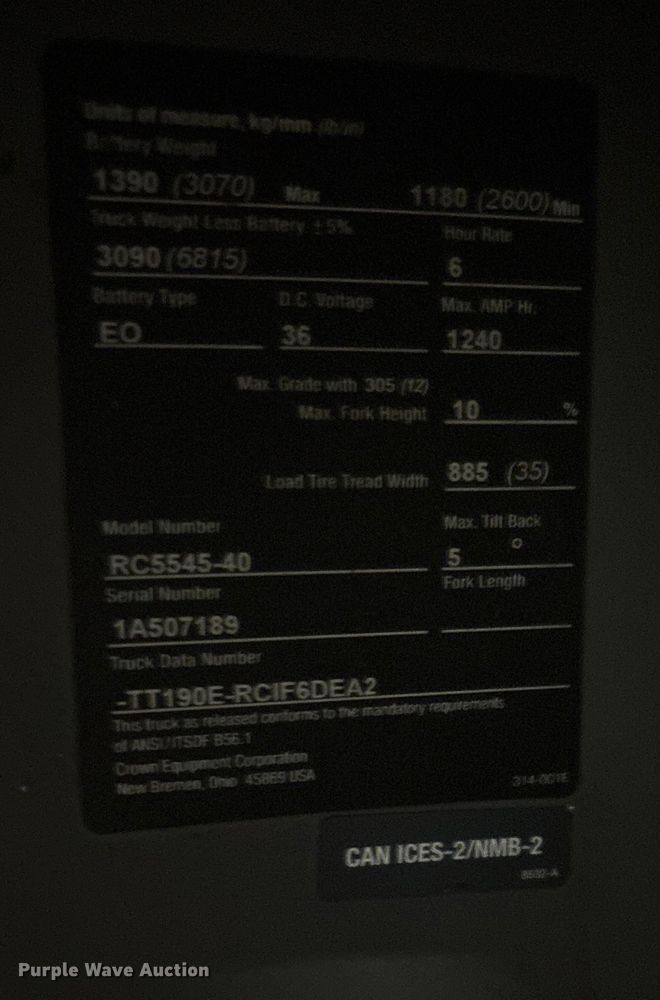 Units of measure, kg/mm (lb/in)
Battery Weight
1390 (3070) Max 1180 (2600) Min
Truck Weight Less Battery ±5% Hour Rate
3090 (6815) 6
Battery Type D.C. Voltage Max. AMP Hr.
EO 36 1240
Max. Grade with 305 (12)
Max. Fork Height 10 %
Load Tire Tread Width 885 (35)
Model Number Max. Tilt Back
RC5545-40 5 °
Serial Number Fork Length
1A507189
Truck Data Number
-TT190E-RCIF6DEA2
This truck as released conforms to the mandatory requirements
of ANSI/ITSDF B56.1
Crown Equipment Corporation
New Bremen, Ohio 45869 USA
CAN ICES-2/NMB-2
Purple Wave Auction